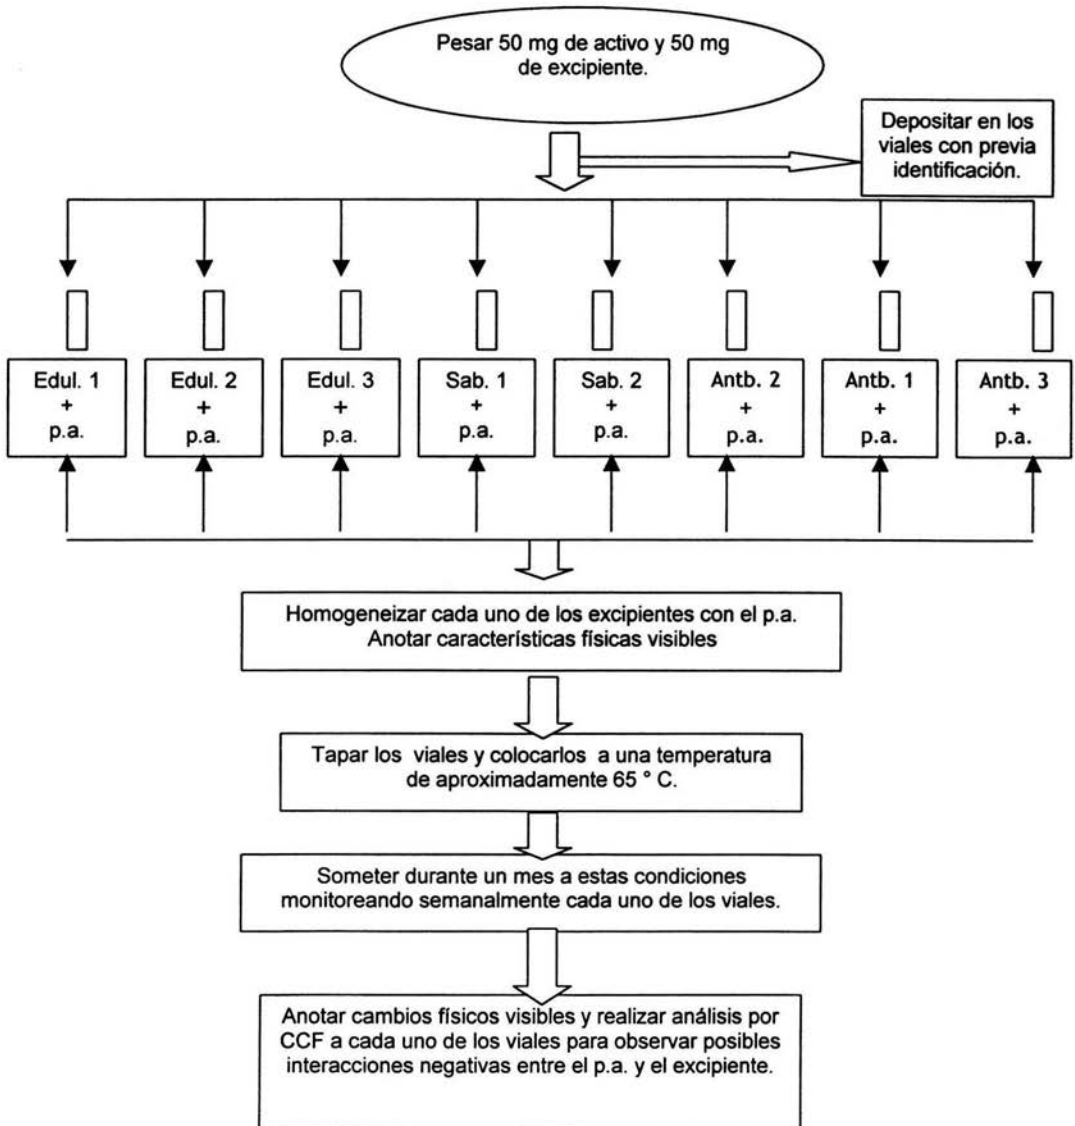 Pesar 50 mg de activo y 50 mg
de excipiente.
Depositar en los
viales con previa
identificación.
Edul. 1
+
p.a.
Edul. 2
+
p.a.
Edul. 3
+
p.a.
Sab. 1
+
p.a.
Sab. 2
+
p.a.
Antb. 2
+
p.a.
Antb. 1
+
p.a.
Antb. 3
+
p.a.
Homogeneizar cada uno de los excipientes con el p.a.
Anotar características físicas visibles
Tapar los viales y colocarlos a una temperatura
de aproximadamente 65 ° C.
Someter durante un mes a estas condiciones
monitoreando semanalmente cada uno de los viales.
Anotar cambios físicos visibles y realizar análisis por
CCF a cada uno de los viales para observar posibles
interacciones negativas entre el p.a. y el excipiente.